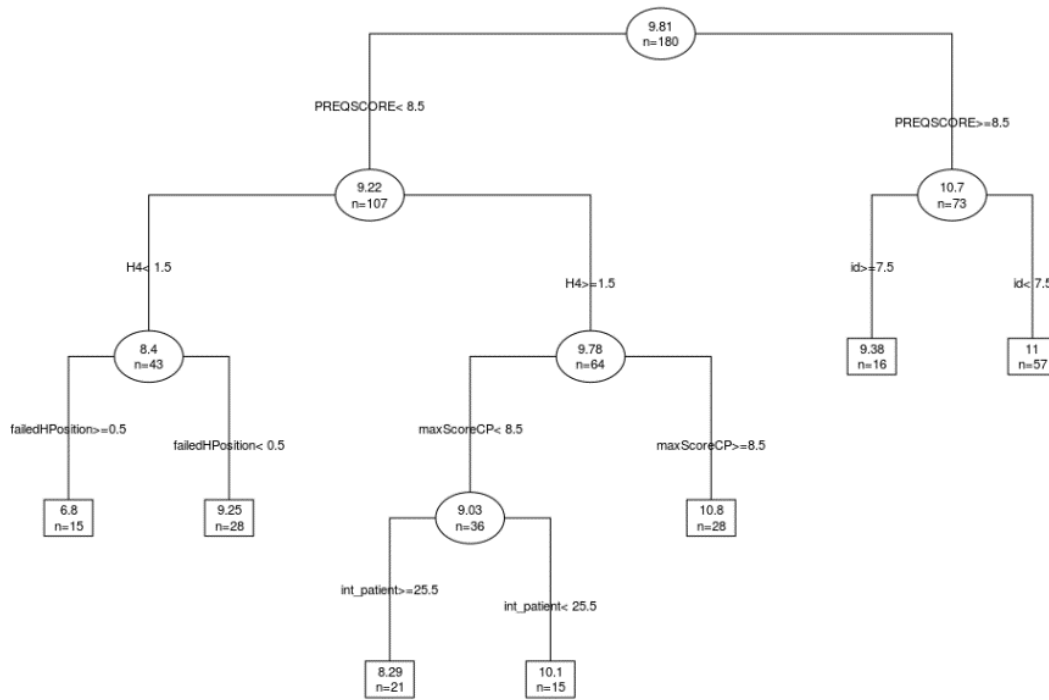 9.81
n=180
PREQSCORE< 8.5
PREQSCORE>=8.5
9.22
n=107
10.7
n=73
H4< 1.5
H4>=1.5
id>=7.5
id< 7.5
8.4
n=43
9.78
n=64
9.38
n=16
11
n=57
failedHPosition>=0.5
failedHPosition< 0.5
maxScoreCP< 8.5
maxScoreCP>=8.5
6.8
n=15
9.25
n=28
9.03
n=36
10.8
n=28
int_patient>=25.5
int_patient< 25.5
8.29
n=21
10.1
n=15